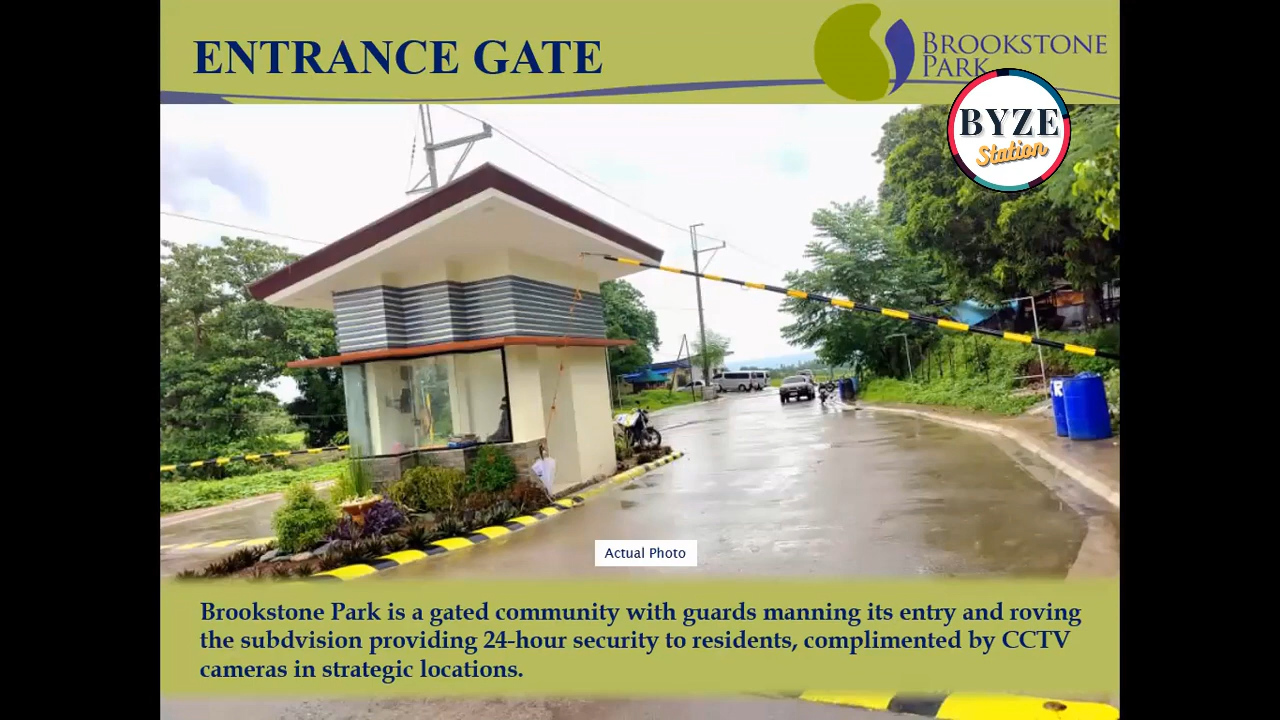 ENTRANCE GATE
BROOKSTONE
PARK
BYZE
Station
Actual Photo
Brookstone Park is a gated community with guards manning its entry and roving
the subdvision providing 24-hour security to residents, complimented by CCTV
cameras in strategic locations.